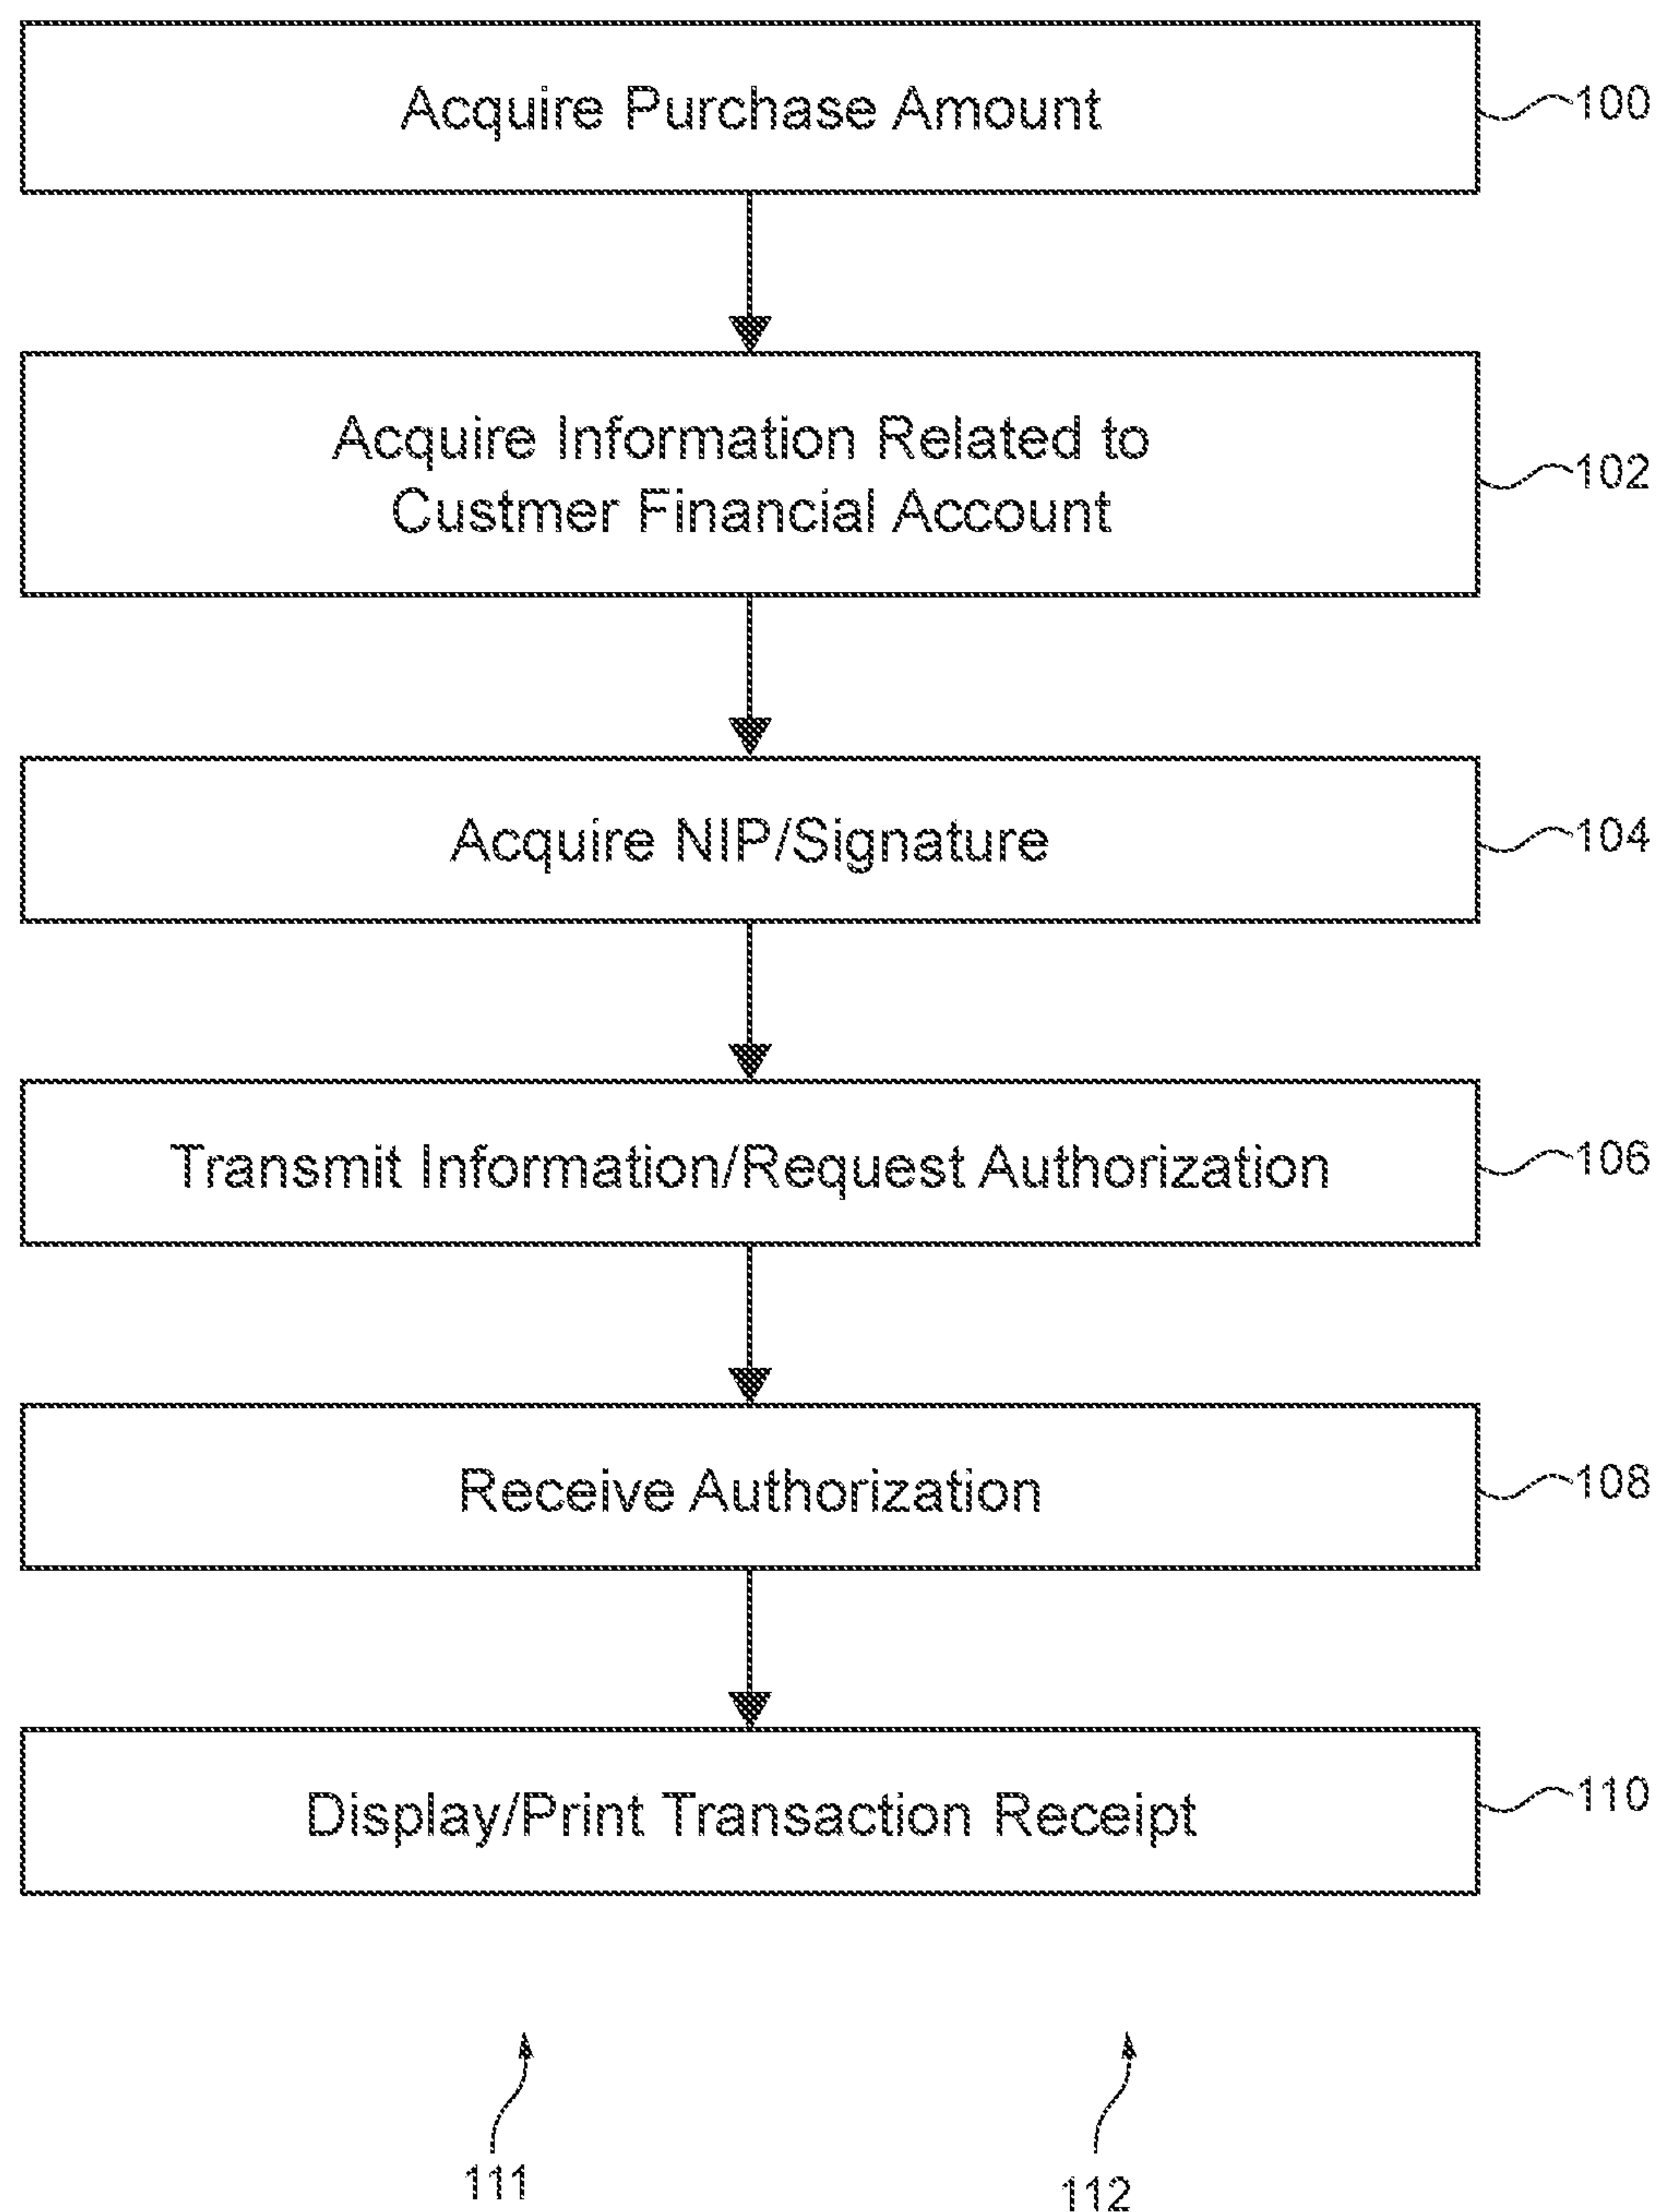 Acquire Purchase Amount
100
Acquire Information Related to
Custmer Financial Account
102
Acquire NIP/Signature
104
Transmit Information/Request Authorization
106
Receive Authorization
108
Display/Print Transaction Receipt
110
111
112